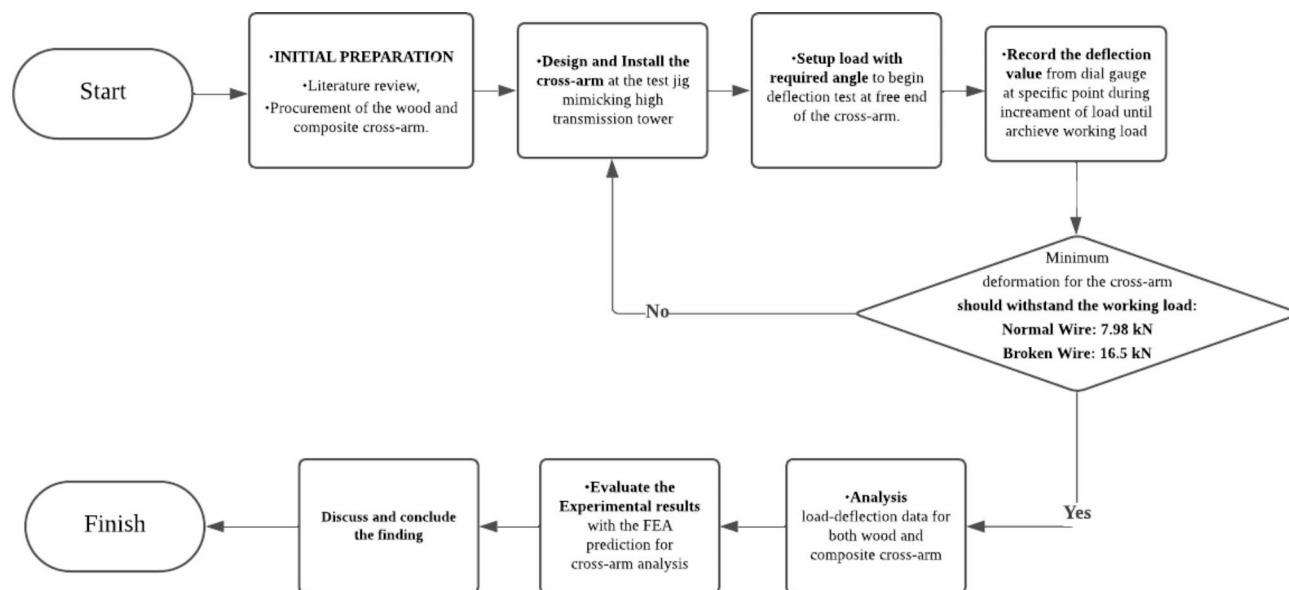 Start
•INITIAL PREPARATION
•Literature review,
•Procurement of the wood and
composite cross-arm.
•Design and Install the
cross-arm at the test jig
mimicking high
transmission tower
•Setup load with
required angle to begin
deflection test at free end
of the cross-arm.
•Record the deflection
value from dial gauge
at specific point during
increament of load until
archieve working load
Minimum
deformation for the cross-arm
should withstand the working load:
Normal Wire: 7.98 kN
Broken Wire: 16.5 kN
No
Yes
•Analysis
load-deflection data for
both wood and
composite cross-arm
•Evaluate the
Experimental results
with the FEA
prediction for
cross-arm analysis
Discuss and conclude
the finding
Finish